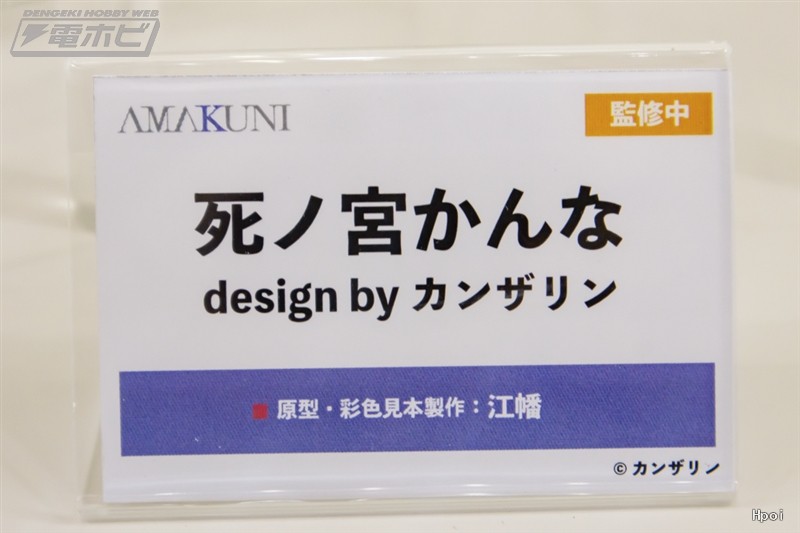 DENGEKI HOBBY WEB
電ホビ
AMAKUNI
監修中
死ノ宮かんな
design by カンザリン
■ 原型・彩色見本製作：江幡
© カンザリン
Hpoi